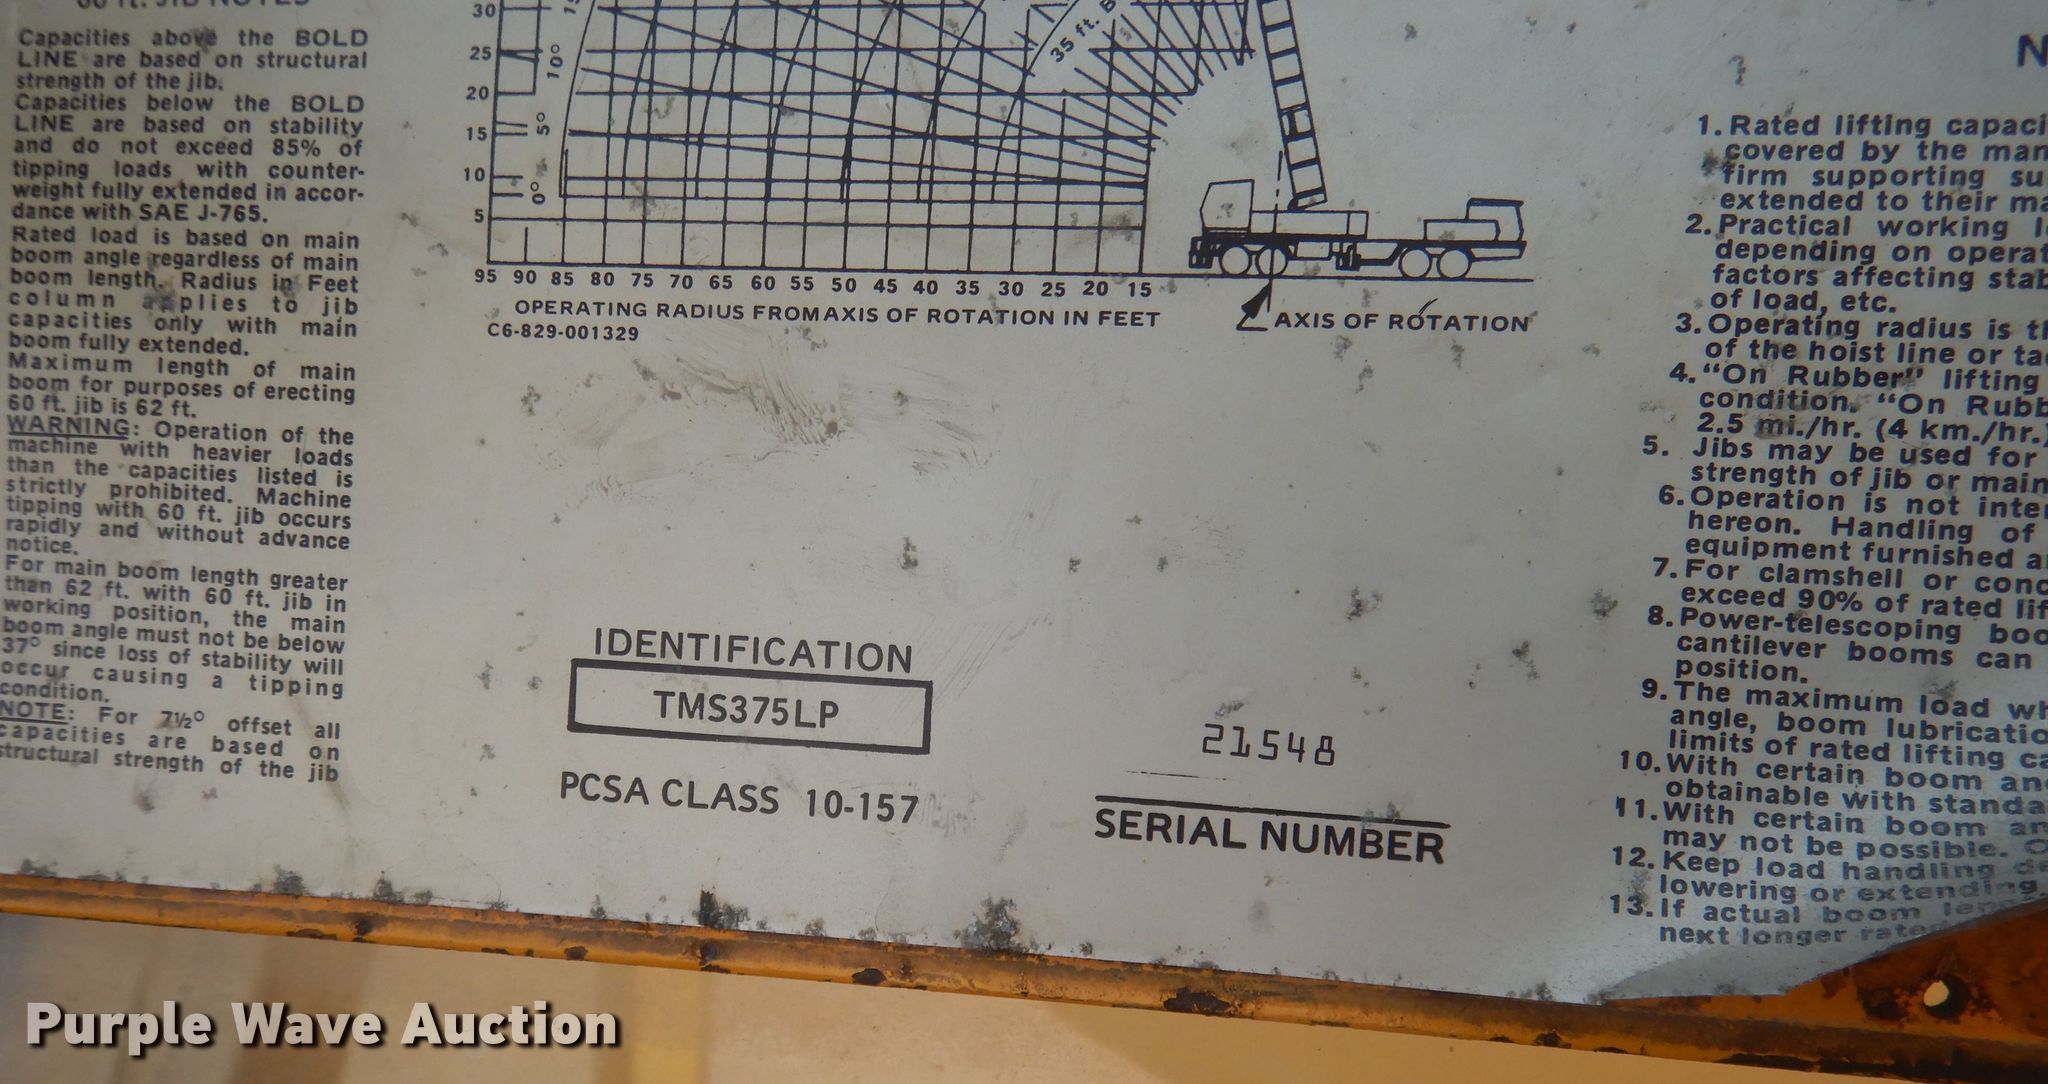 60 ft. JIB NOTES
Capacities above the BOLD
LINE are based on structural
strength of the jib.
Capacities below the BOLD
LINE are based on stability
and do not exceed 85% of
tipping loads with counter-
weight fully extended in accor-
dance with SAE J-765.
Rated load is based on main
boom angle regardless of main
boom length. Radius in Feet
column applies to jib
capacities only with main
boom fully extended.
Maximum length of main
boom for purposes of erecting
60 ft. jib is 62 ft.
WARNING: Operation of the
machine with heavier loads
than the capacities listed is
strictly prohibited. Machine
tipping with 60 ft. jib occurs
rapidly and without advance
notice.
For main boom length greater
than 62 ft. with 60 ft. jib in
working position, the main
boom angle must not be below
37° since loss of stability will
occur causing a tipping
condition.
NOTE: For 7½° offset all
capacities are based on
structural strength of the jib
30
25
20
15
10
5
10°
5°
0°
35 ft. B
95 90 85 80 75 70 65 60 55 50 45 40 35 30 25 20 15
OPERATING RADIUS FROM AXIS OF ROTATION IN FEET
C6-829-001329
AXIS OF ROTATION
IDENTIFICATION
TMS375LP
PCSA CLASS 10-157
21548
SERIAL NUMBER
N
1. Rated lifting capaci
covered by the man
firm supporting su
extended to their ma
2. Practical working l
depending on operat
factors affecting stab
of load, etc.
3. Operating radius is t
of the hoist line or ta
4. "On Rubber" lifting
condition. "On Rubb
2.5 mi./hr. (4 km./hr.)
5. Jibs may be used for
strength of jib or main
6. Operation is not inte
hereon. Handling of
equipment furnished a
7. For clamshell or conc
exceed 90% of rated lif
8. Power-telescoping boo
cantilever booms can
position.
9. The maximum load wh
angle, boom lubricatio
limits of rated lifting ca
10. With certain boom an
obtainable with standa
11. With certain boom an
may not be possible. O
12. Keep load handling de
lowering or extending
13. If actual boom len
next longer rate
Purple Wave Auction